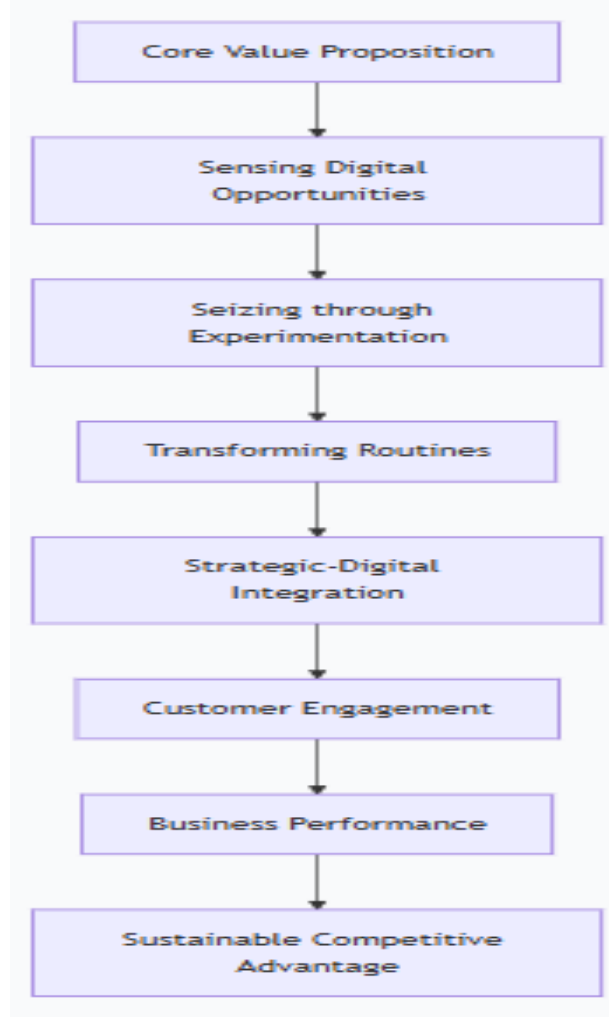 Core Value Proposition
Sensing Digital
Opportunities
Seizing through
Experimentation
Transforming Routines
Strategic-Digital
Integration
Customer Engagement
Business Performance
Sustainable Competitive
Advantage